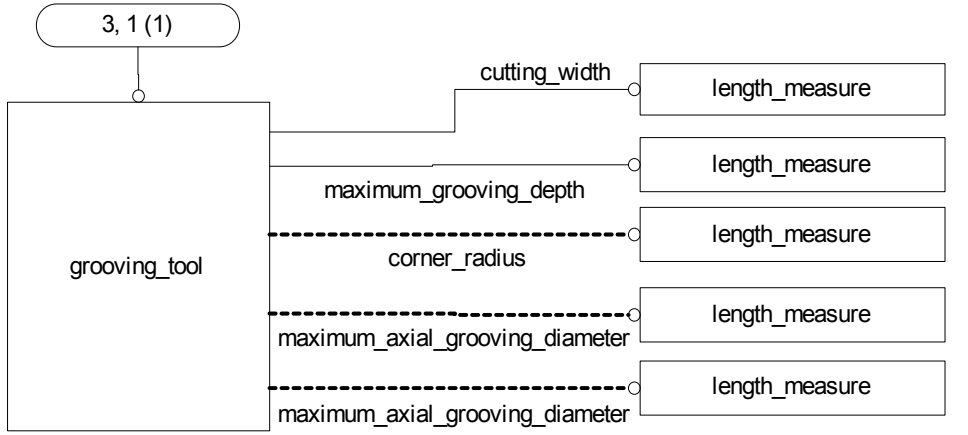 3, 1 (1)
cutting_width
length_measure
length_measure
maximum_grooving_depth
length_measure
corner_radius
grooving_tool
length_measure
maximum_axial_grooving_diameter
length_measure
maximum_axial_grooving_diameter